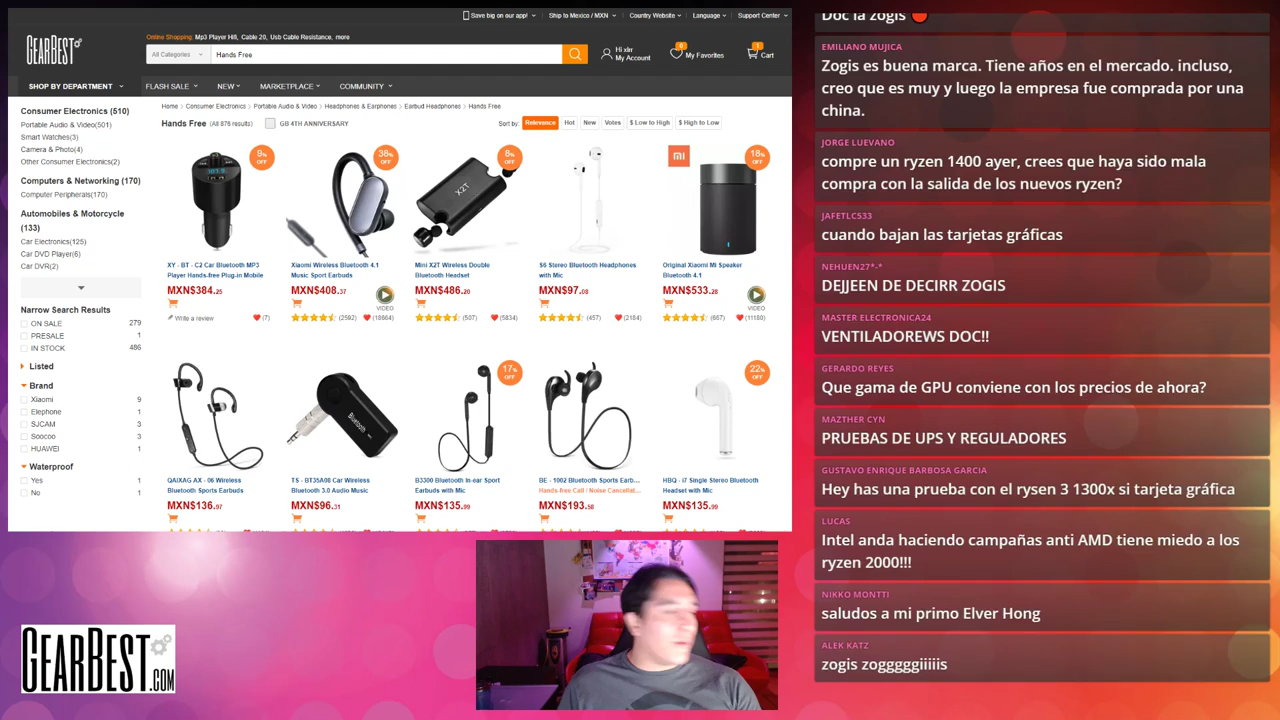 Save big on our app!
Ship to Mexico / MXN
Country Website
Language
Support Center
GEARBEST
Online Shopping: Mp3 Player Hifi, Cable 20, Usb Cable Resistance, more
All Categories
Hands Free
Hi xlrr
My Account
0
My Favorites
1
Cart
SHOP BY DEPARTMENT
FLASH SALE
NEW
MARKETPLACE
COMMUNITY
Consumer Electronics (510)
Portable Audio & Video(501)
Smart Watches(3)
Camera & Photo(4)
Other Consumer Electronics(2)
Computers & Networking (170)
Computer Peripherals(170)
Automobiles & Motorcycle
(133)
Car Electronics(125)
Car DVD Player(6)
Car DVR(2)
Narrow Search Results
ON SALE 279
PRESALE 1
IN STOCK 486
Listed
Brand
Xiaomi 9
Elephone 1
SJCAM 3
Soocoo 3
HUAWEI 1
Waterproof
Yes 1
No 1
Home > Consumer Electronics > Portable Audio & Video > Headphones & Earphones > Earbud Headphones > Hands Free
Hands Free (All 876 results)
GB 4TH ANNIVERSARY
Sort by: Relevance Hot New Votes $ Low to High $ High to Low
9%
OFF
XY - BT - C2 Car Bluetooth MP3
Player Hands-free Plug-in Mobile
MXN$384.25
Write a review
(7)
38%
OFF
Xiaomi Wireless Bluetooth 4.1
Music Sport Earbuds
MXN$408.37
VIDEO
(2592)
(18664)
8%
OFF
X2T
Mini X2T Wireless Double
Bluetooth Headset
MXN$486.20
(507)
(5834)
S6 Stereo Bluetooth Headphones
with Mic
MXN$97.08
(457)
(2184)
MI
18%
OFF
Original Xiaomi Mi Speaker
Bluetooth 4.1
MXN$533.28
VIDEO
(667)
(11180)
QAIXAG AX - 06 Wireless
Bluetooth Sports Earbuds
MXN$136.97
Bluetooth
TS - BT35A08 Car Wireless
Bluetooth 3.0 Audio Music
MXN$96.31
17%
OFF
B3300 Bluetooth In-ear Sport
Earbuds with Mic
MXN$135.99
BE - 1002 Bluetooth Sports Earb...
Hands-free Call / Noise Cancellat...
MXN$193.58
22%
OFF
HBQ - i7 Single Stereo Bluetooth
Headset with Mic
MXN$135.99
GEARBEST.COM
Doc la zogis
EMILIANO MUJICA
Zogis es buena marca. Tiene años en el mercado. incluso,
creo que es muy y luego la empresa fue comprada por una
china.
JORGE LUEVANO
compre un ryzen 1400 ayer, crees que haya sido mala
compra con la salida de los nuevos ryzen?
JAFETLC533
cuando bajan las tarjetas gráficas
NEHUEN27*-*
DEJJEEN DE DECIRR ZOGIS
MASTER ELECTRONICA24
VENTILADOREWS DOC!!
GERARDO REYES
Que gama de GPU conviene con los precios de ahora?
MAZTHER CYN
PRUEBAS DE UPS Y REGULADORES
GUSTAVO ENRIQUE BARBOSA GARCIA
Hey has una prueba con el rysen 3 1300x si tarjeta gráfica
LUCAS
Intel anda haciendo campañas anti AMD tiene miedo a los
ryzen 2000!!!
NIKKO MONTTI
saludos a mi primo Elver Hong
ALEK KATZ
zogis zogggggiiiiis